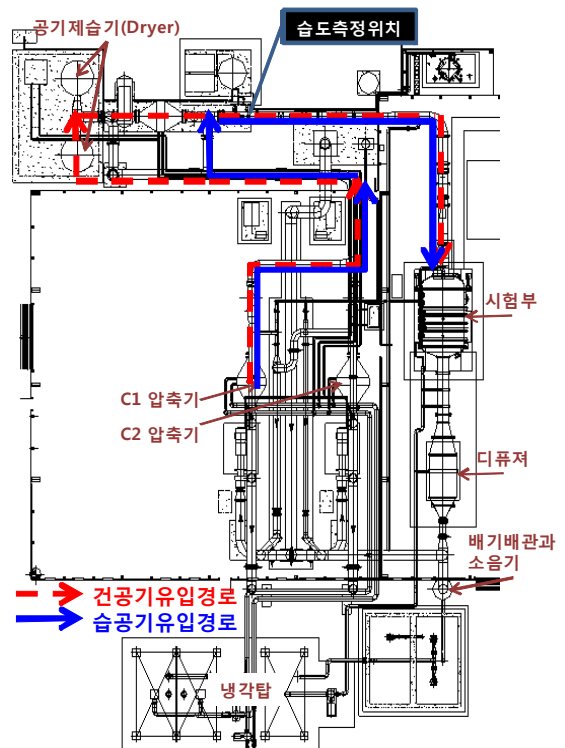 공기제습기(Dryer)
습도측정위치
시험부
C1 압축기
C2 압축기
디퓨져
배기배관과
소음기
건공기유입경로
습공기유입경로
냉각탑